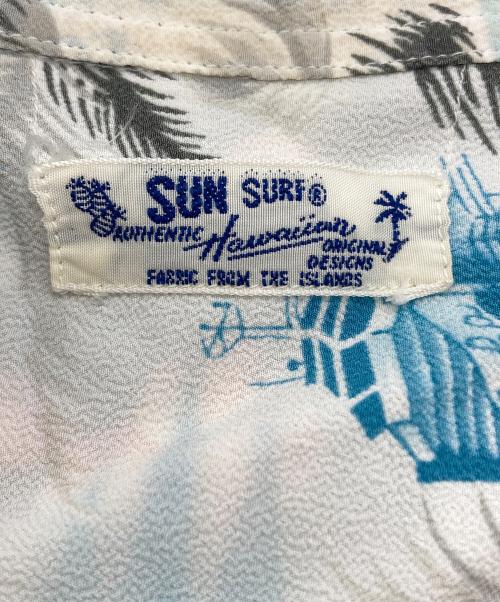 SUN SURF®
AUTHENTIC Hawaiian ORIGINAL
DESIGNS
FABRIC FROM THE ISLANDS